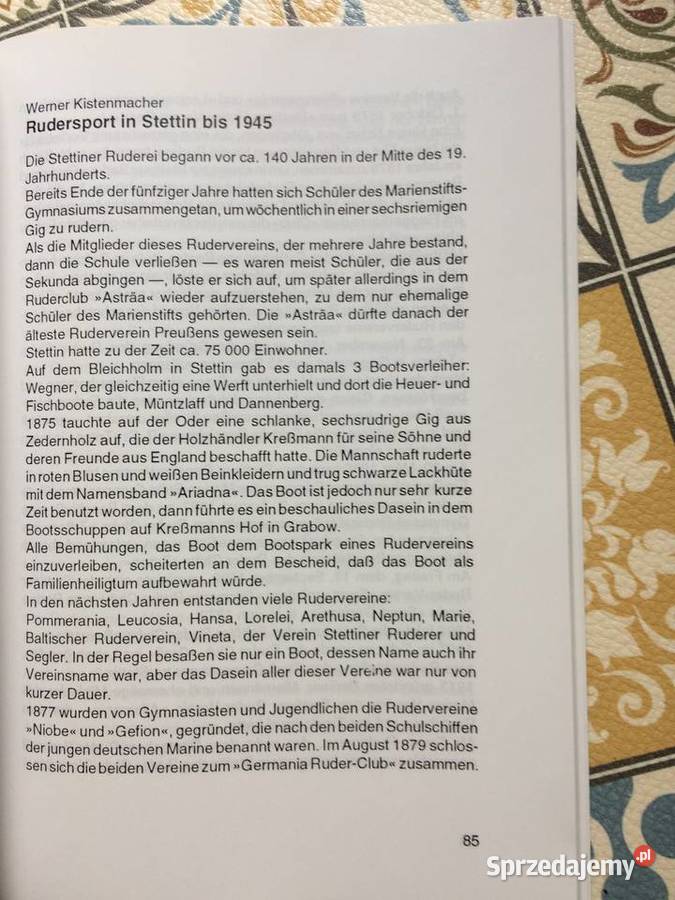 Werner Kistenmacher
Rudersport in Stettin bis 1945
Die Stettiner Ruderei begann vor ca. 140 Jahren in der Mitte des 19.
Jahrhunderts.
Bereits Ende der fünfziger Jahre hatten sich Schüler des Marienstifts-
Gymnasiums zusammengetan, um wöchentlich in einer sechsriemigen
Gig zu rudern.
Als die Mitglieder dieses Rudervereins, der mehrere Jahre bestand,
dann die Schule verließen — es waren meist Schüler, die aus der
Sekunda abgingen —, löste er sich auf, um später allerdings in dem
Ruderclub »Asträa« wieder aufzuerstehen, zu dem nur ehemalige
Schüler des Marienstifts gehörten. Die »Asträa« dürfte danach der
älteste Ruderverein Preußens gewesen sein.
Stettin hatte zu der Zeit ca. 75 000 Einwohner.
Auf dem Bleichholm in Stettin gab es damals 3 Bootsverleiher:
Wegner, der gleichzeitig eine Werft unterhielt und dort die Heuer- und
Fischboote baute, Müntzlaff und Dannenberg.
1875 tauchte auf der Oder eine schlanke, sechsrudrige Gig aus
Zedernholz auf, die der Holzhändler Kreßmann für seine Söhne und
deren Freunde aus England beschafft hatte. Die Mannschaft ruderte
in roten Blusen und weißen Beinkleidern und trug schwarze Lackhüte
mit dem Namensband »Ariadna«. Das Boot ist jedoch nur sehr kurze
Zeit benutzt worden, dann führte es ein beschauliches Dasein in dem
Bootsschuppen auf Kreßmanns Hof in Grabow.
Alle Bemühungen, das Boot dem Bootspark eines Rudervereins
einzuverleiben, scheiterten an dem Bescheid, daß das Boot als
Familienheiligtum aufbewahrt würde.
In den nächsten Jahren entstanden viele Rudervereine:
Pommerania, Leucosia, Hansa, Lorelei, Arethusa, Neptun, Marie,
Baltischer Ruderverein, Vineta, der Verein Stettiner Ruderer und
Segler. In der Regel besaßen sie nur ein Boot, dessen Name auch ihr
Vereinsname war, aber das Dasein aller dieser Vereine war nur von
kurzer Dauer.
1877 wurden von Gymnasiasten und Jugendlichen die Rudervereine
»Niobe« und »Gefion«, gegründet, die nach den beiden Schulschiffen
der jungen deutschen Marine benannt waren. Im August 1879 schlos-
sen sich die beiden Vereine zum »Germania Ruder-Club« zusammen.
85
Sprzedajemy.pl